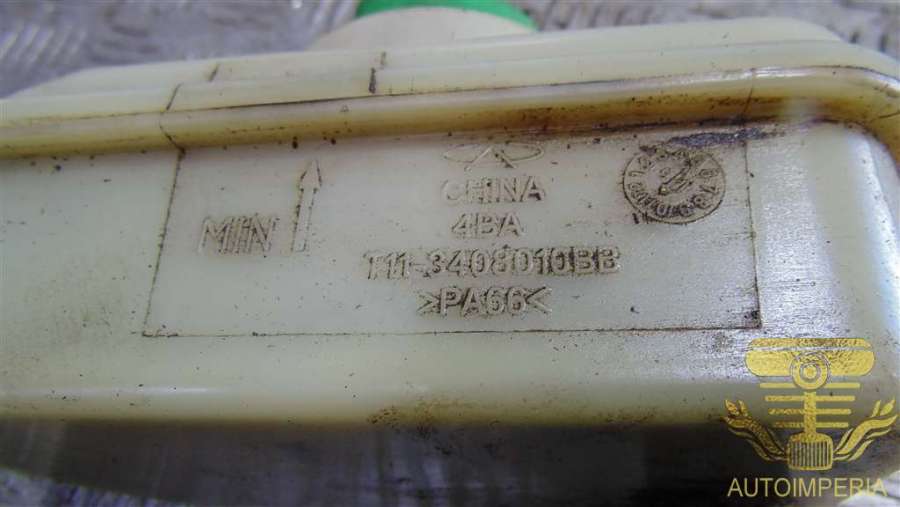 CHINA
4BA
MIN
T11-3408010BB
>PA66<
AUTOIMPERIA